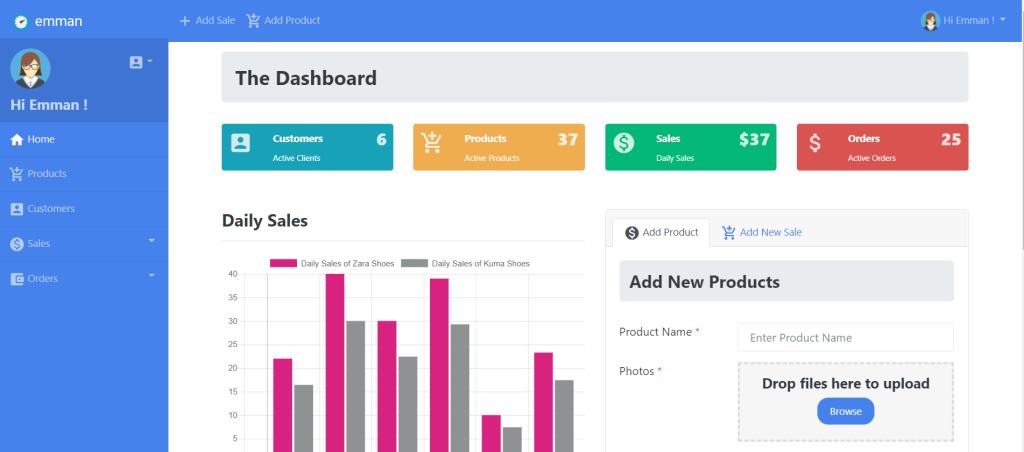 emman
Add Sale
Add Product
Hi Emman !
Hi Emman !
Home
Products
Customers
Sales
Orders
The Dashboard
Customers 6
Active Clients
Products 37
Active Products
Sales $37
Daily Sales
Orders 25
Active Orders
Daily Sales
Daily Sales of Zara Shoes
Daily Sales of Kuma Shoes
40
35
30
25
20
15
10
5
Add Product
Add New Sale
Add New Products
Product Name *
Enter Product Name
Photos *
Drop files here to upload
Browse